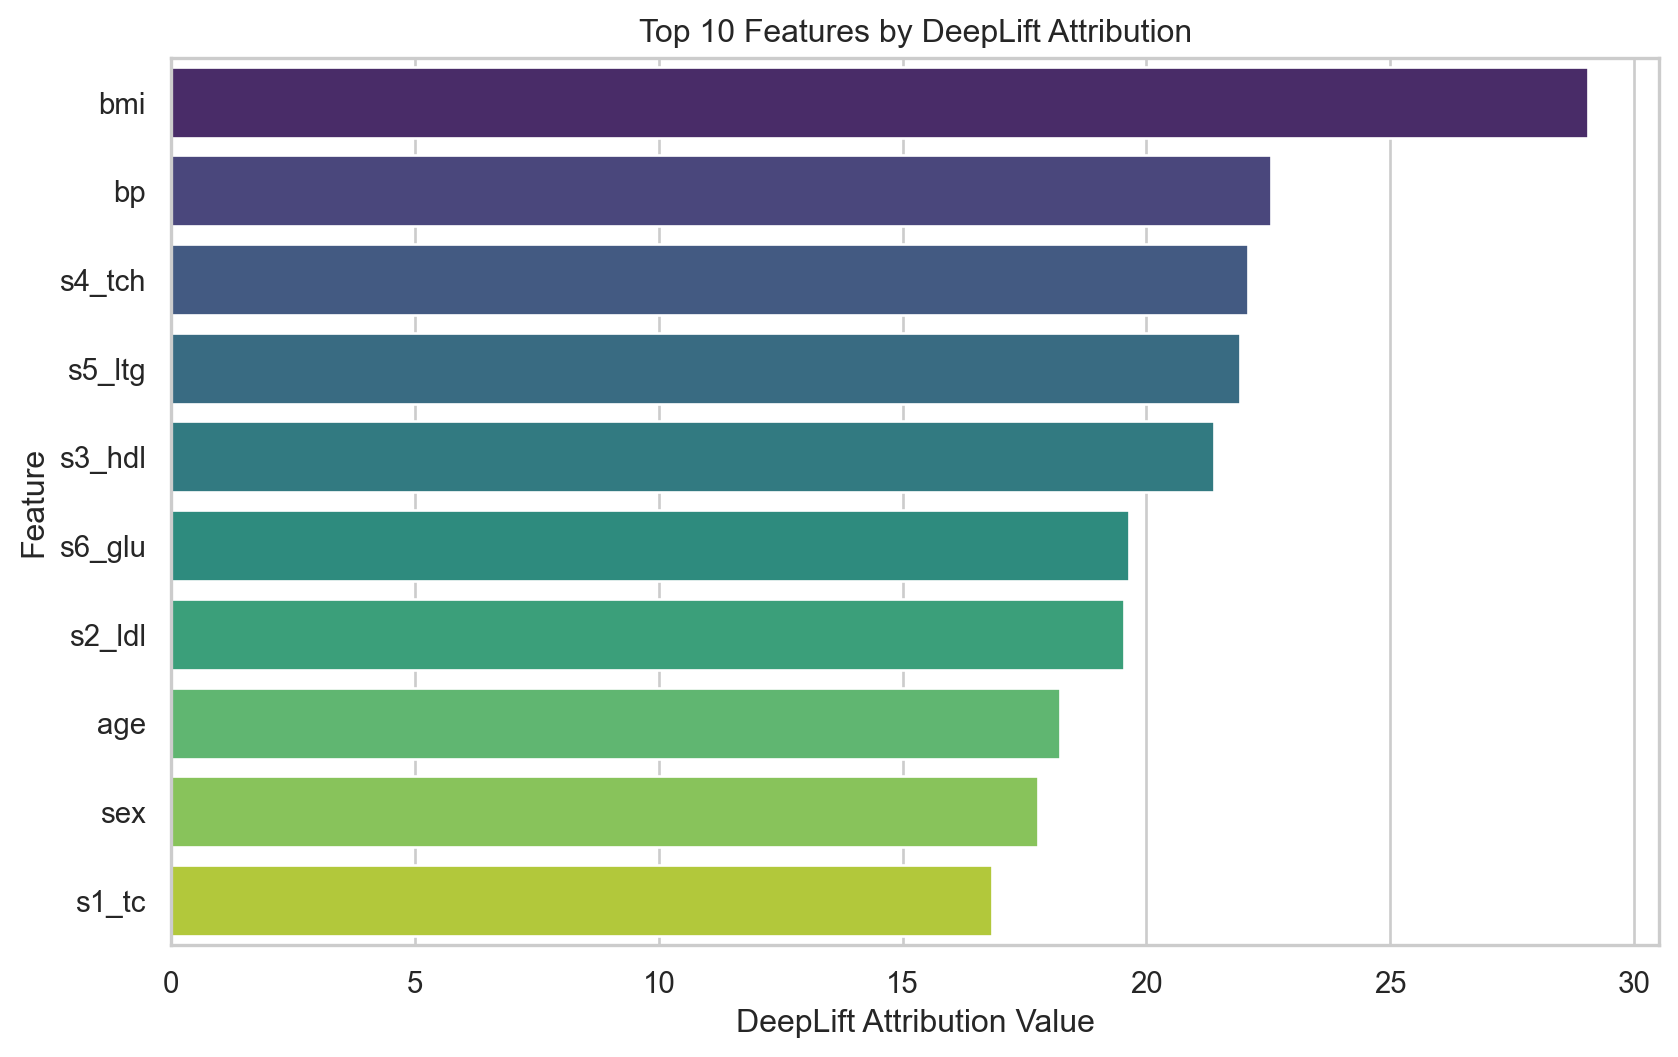 Top 10 Features by DeepLift Attribution
bmi
bp
s4_tch
s5_ltg
s3_hdl
s6_glu
s2_ldl
age
sex
s1_tc
Feature
0 5 10 15 20 25 30
DeepLift Attribution Value